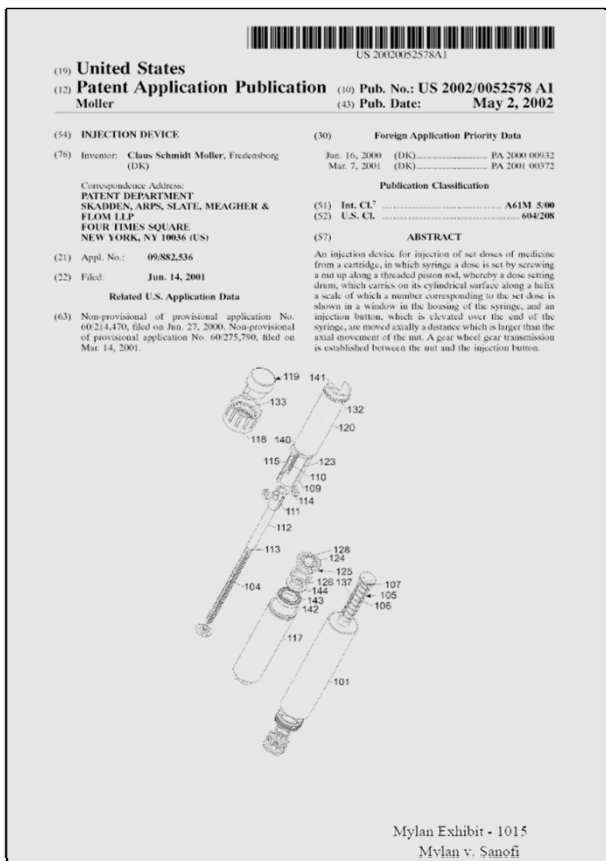 US 20020052578A1
(19) United States
(12) Patent Application Publication (10) Pub. No.: US 2002/0052578 A1
Moller (43) Pub. Date: May 2, 2002
(54) INJECTION DEVICE
(76) Inventor: Claus Schmidt Moller, Fredensborg
(DK)
Correspondence Address:
PATENT DEPARTMENT
SKADDEN, ARPS, SLATE, MEAGHER &
FLOM LLP
FOUR TIMES SQUARE
NEW YORK, NY 10036 (US)
(21) Appl. No.: 09/882,536
(22) Filed: Jun. 14, 2001
Related U.S. Application Data
(63) Non-provisional of provisional application No.
60/214,470, filed on Jun. 27, 2000. Non-provisional
of provisional application No. 60/275,790, filed on
Mar. 14, 2001.
(30) Foreign Application Priority Data
Jun. 16, 2000 (DK) PA 2000 00932
Mar. 7, 2001 (DK) PA 2001 00372
Publication Classification
(51) Int. Cl.7 A61M 5/00
(52) U.S. Cl. 604/208
(57) ABSTRACT
An injection device for injection of set doses of medicine
from a cartridge, in which syringe a dose is set by screwing
a nut up along a threaded piston rod, whereby a dose setting
drum, which carries on its cylindrical surface along a helix
a scale of which a number corresponding to the set dose is
shown in a window in the housing of the syringe, and an
injection button, which is elevated over the end of the
syringe, are moved axially a distance which is larger than the
axial movement of the nut. A gear wheel gear transmission
is established between the nut and the injection button.
119
133
118
141
132
120
140
115
123
110
109
114
111
112
113
104
128
124
125
126
144
143
142
117
137
107
105
106
101
Mylan Exhibit - 1015
Mylan v. Sanofi